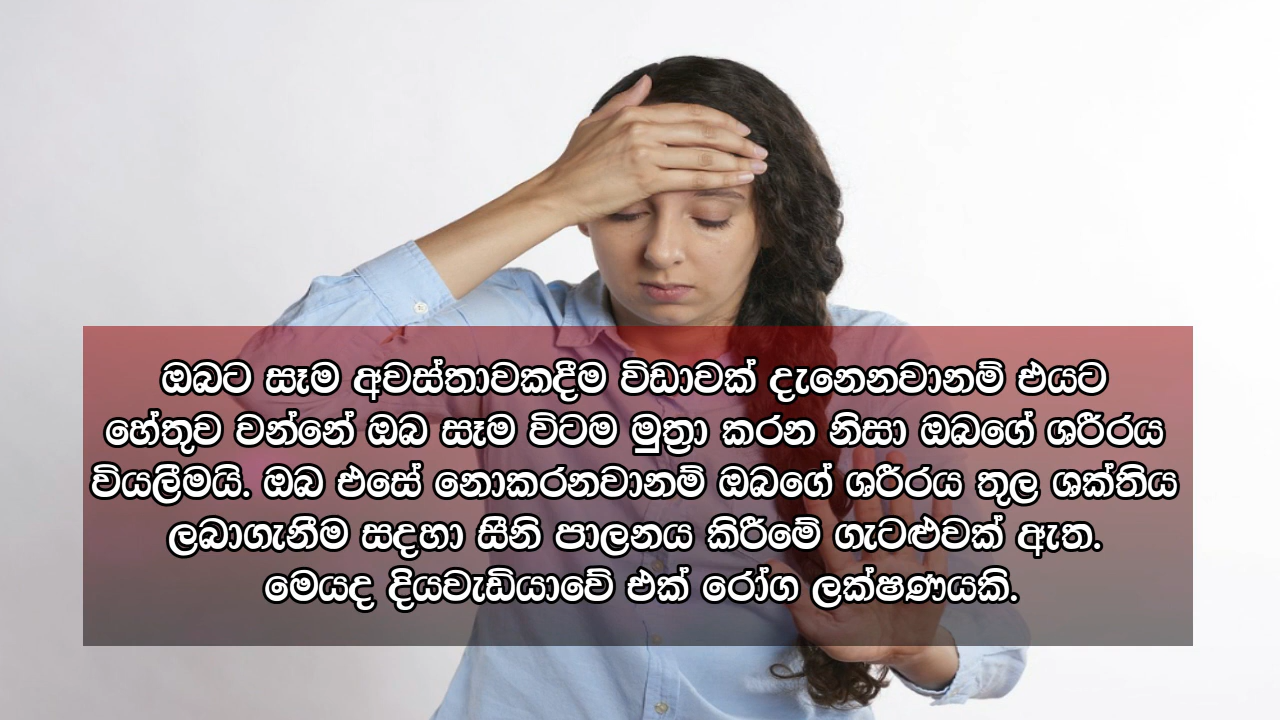 ඔබට සෑම අවස්තාවකදීම විඩාවක් දැනෙනවානම් එයට
හේතුව වන්නේ ඔබ සෑම විටම මුත්‍රා කරන නිසා ඔබගේ ශරීරය
වියලීමයි. ඔබ එසේ නොකරනවානම් ඔබගේ ශරීරය තුල ශක්තිය
ලබාගැනීම සදහා සීනි පාලනය කිරීමේ ගැටළුවක් ඇත.
මෙයද දියවැඩියාවේ එක් රෝග ලක්ෂණයකි.